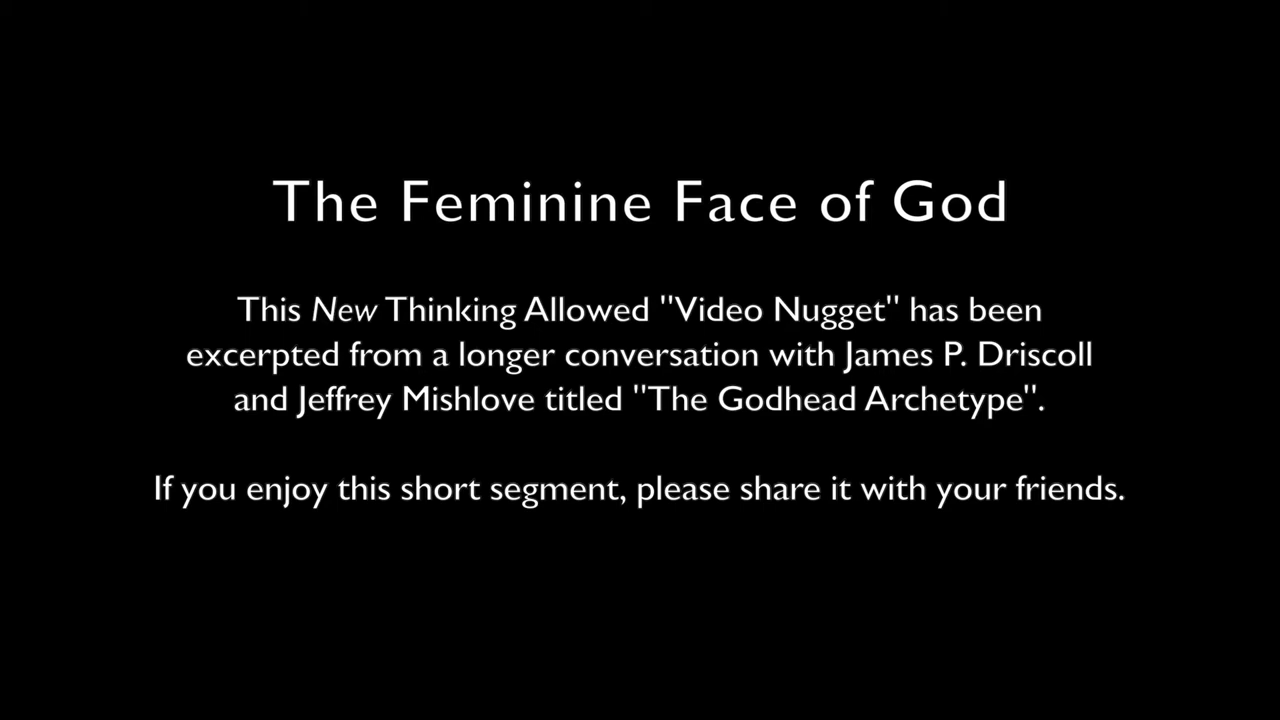 The Feminine Face of God
This New Thinking Allowed "Video Nugget" has been
excerpted from a longer conversation with James P. Driscoll
and Jeffrey Mishlove titled "The Godhead Archetype".
If you enjoy this short segment, please share it with your friends.